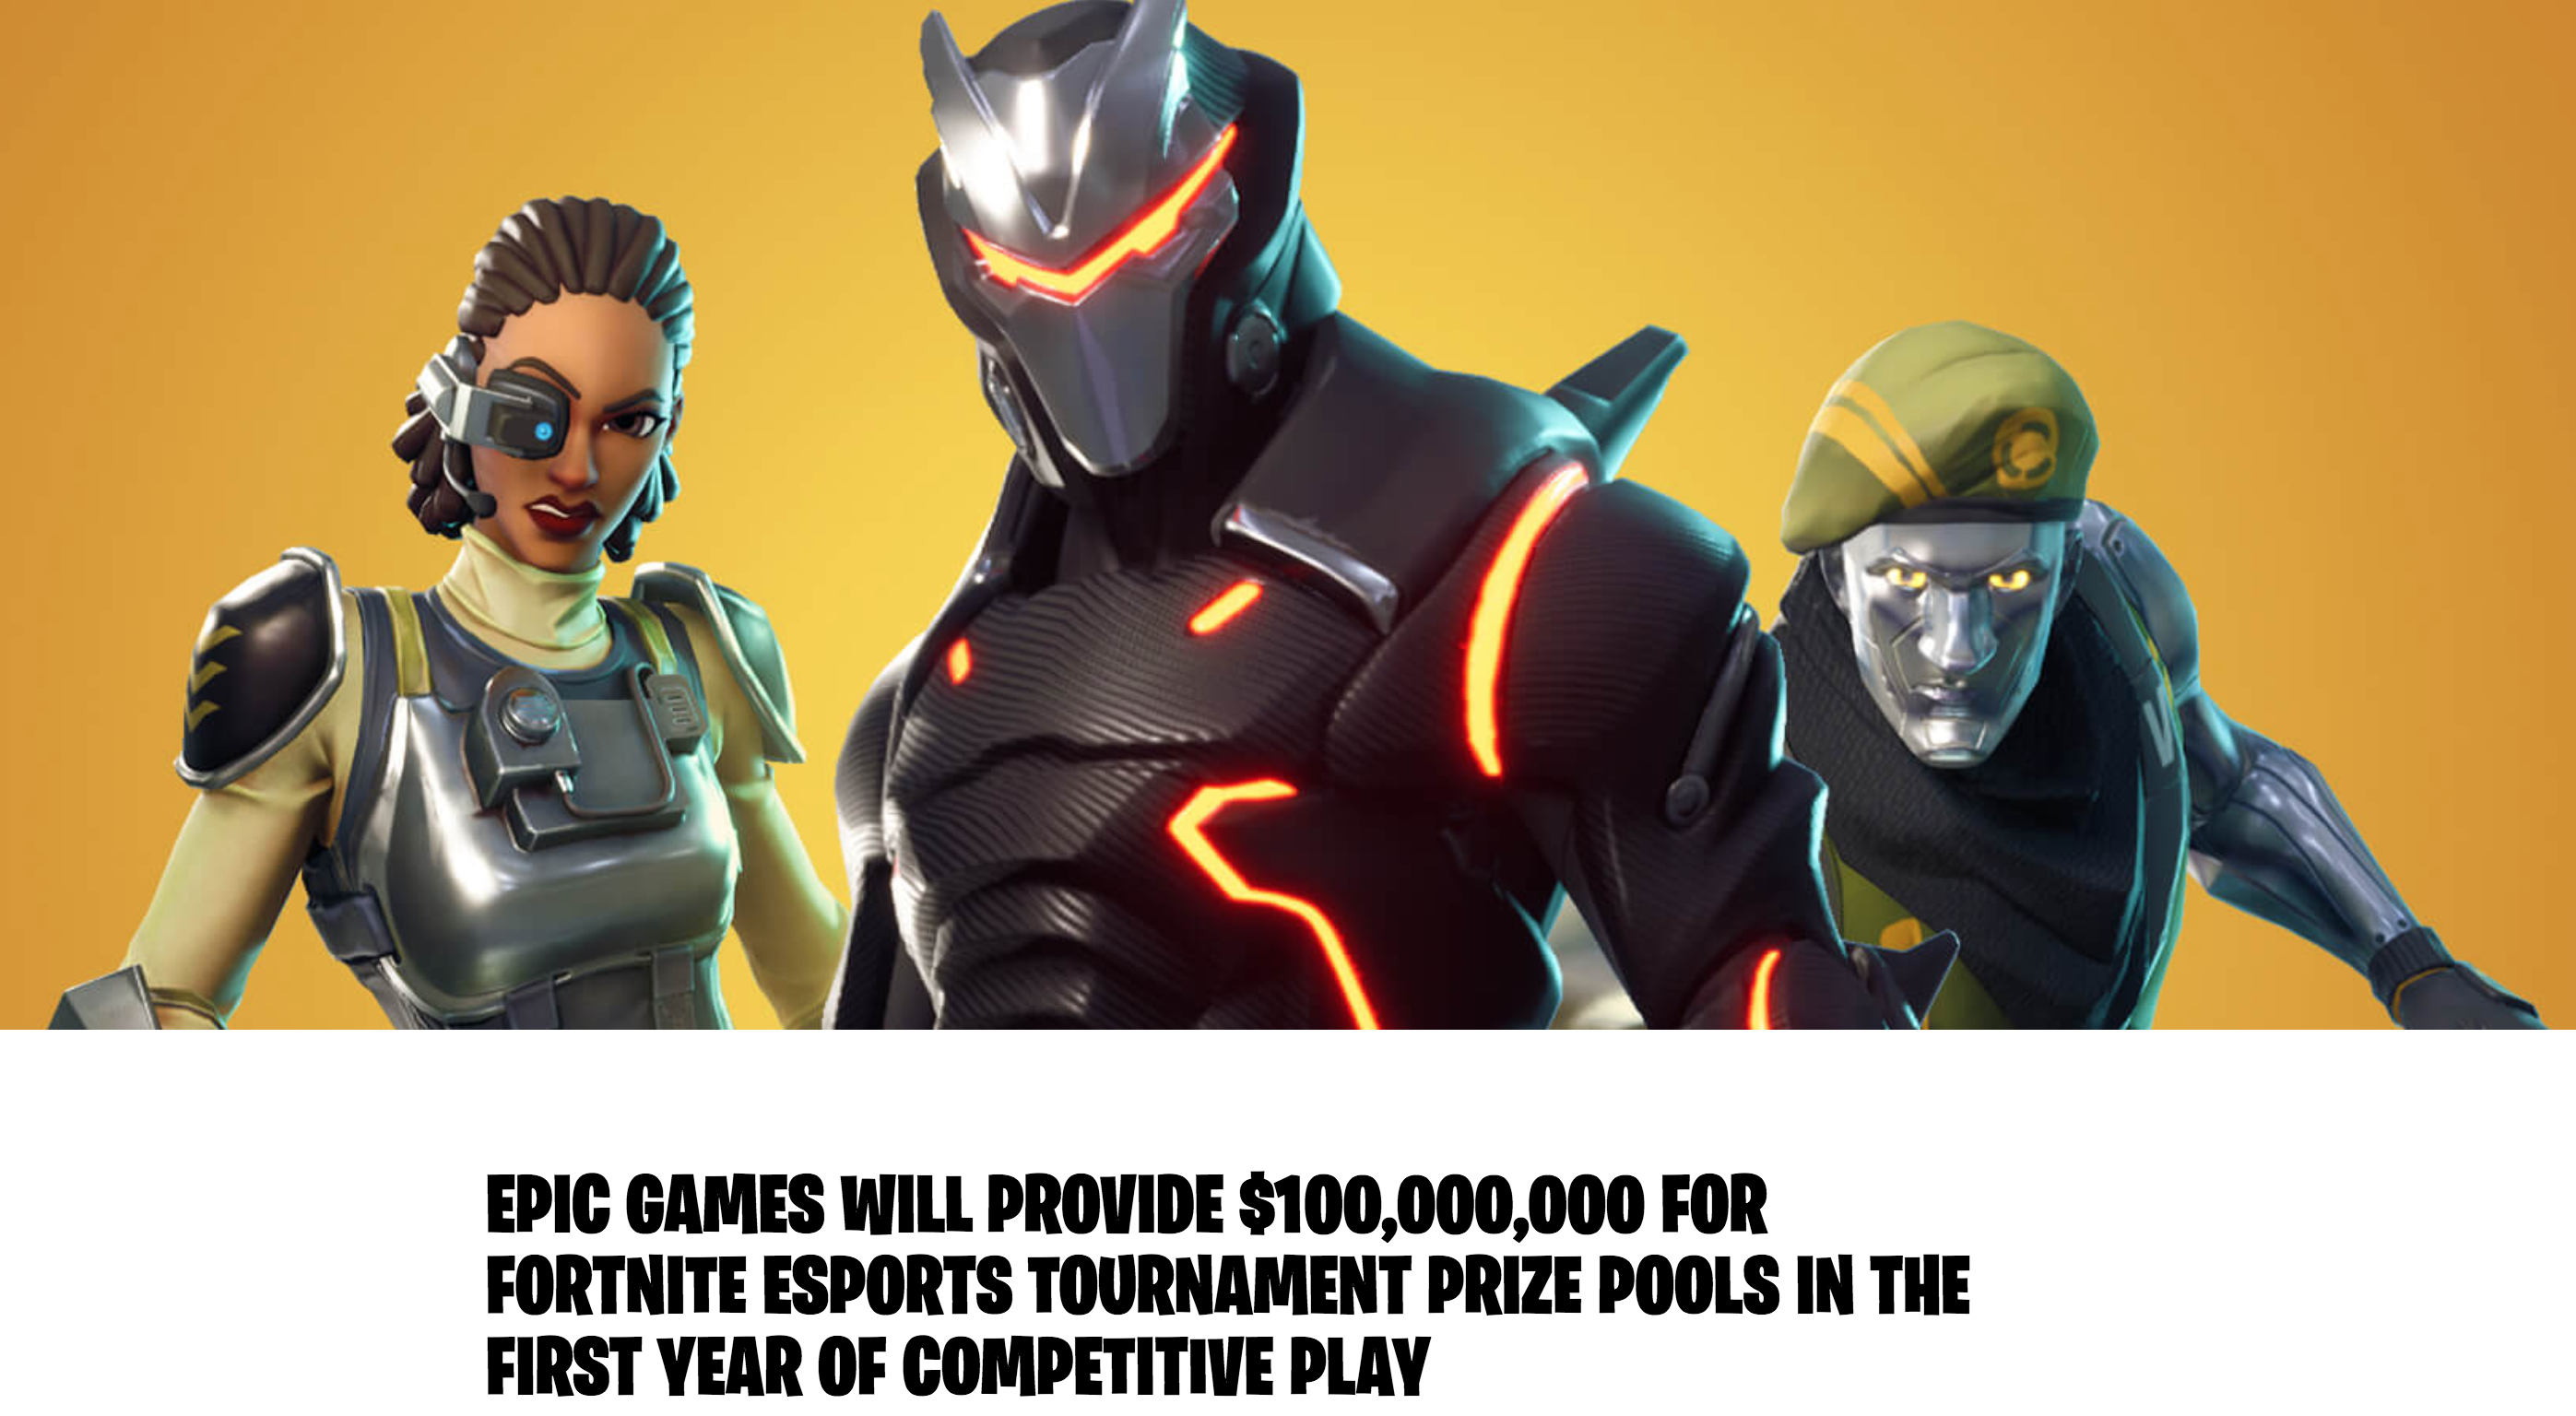 EPIC GAMES WILL PROVIDE $100,000,000 FOR
FORTNITE ESPORTS TOURNAMENT PRIZE POOLS IN THE
FIRST YEAR OF COMPETITIVE PLAY